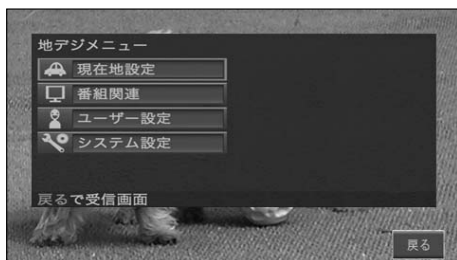 地デジメニュー
現在地設定
番組関連
ユーザー設定
システム設定
戻るで受信画面
戻る